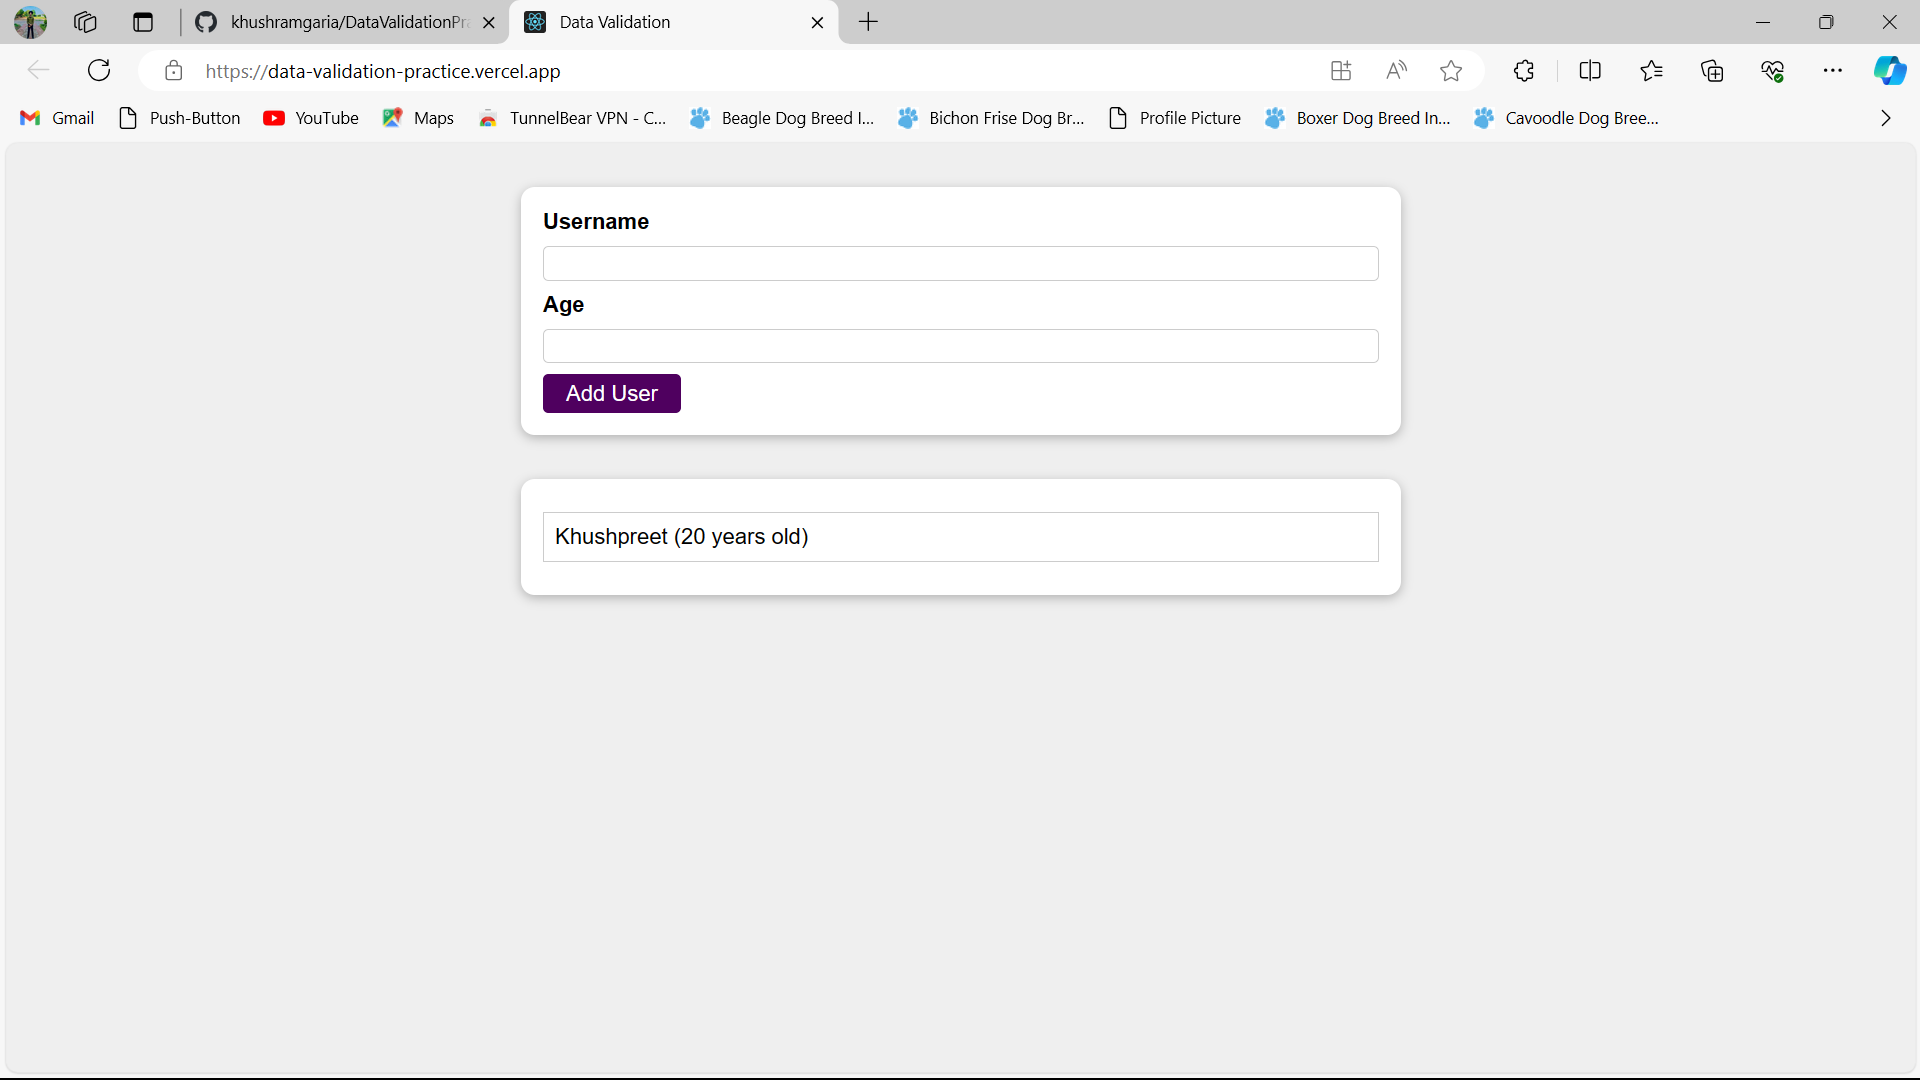 khushramgaria/DataValidationPra
Data Validation
https://data-validation-practice.vercel.app
Gmail
Push-Button
YouTube
Maps
TunnelBear VPN - C...
Beagle Dog Breed I...
Bichon Frise Dog Br...
Profile Picture
Boxer Dog Breed In...
Cavoodle Dog Bree...
Username
Age
Add User
Khushpreet (20 years old)